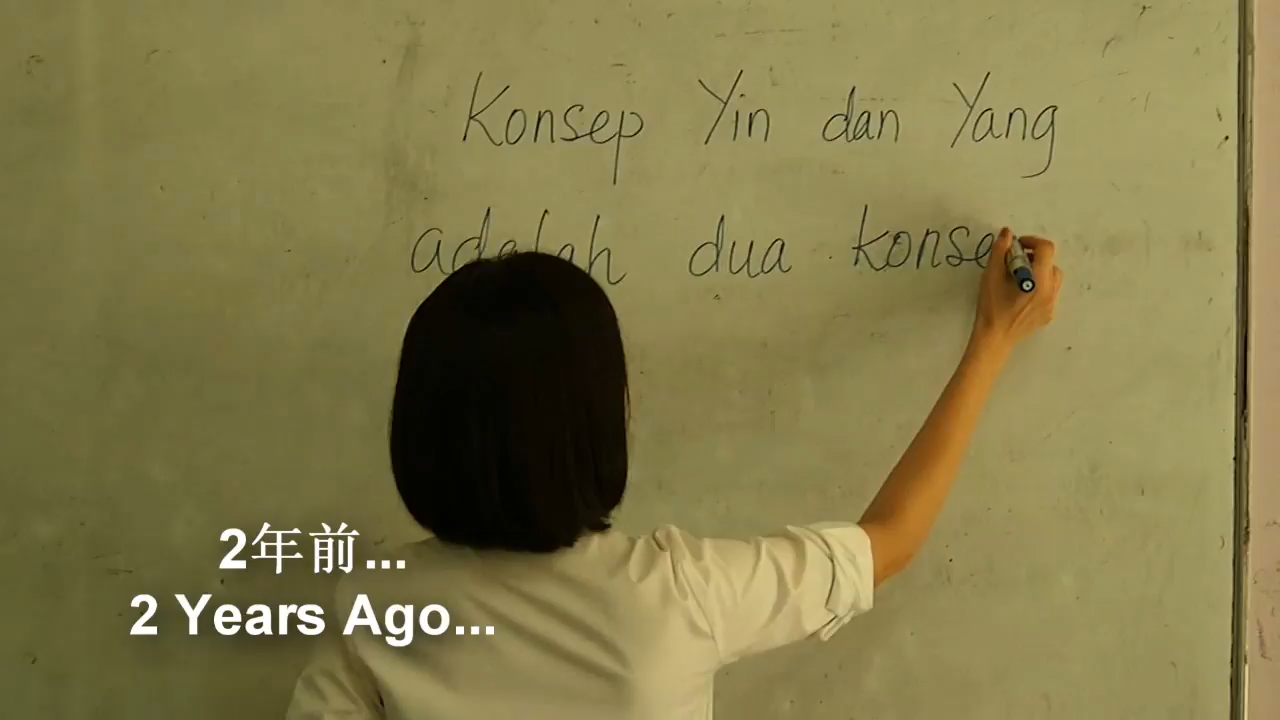 Konsep Yin dan Yang
adalah dua konse
2年前...
2 Years Ago...